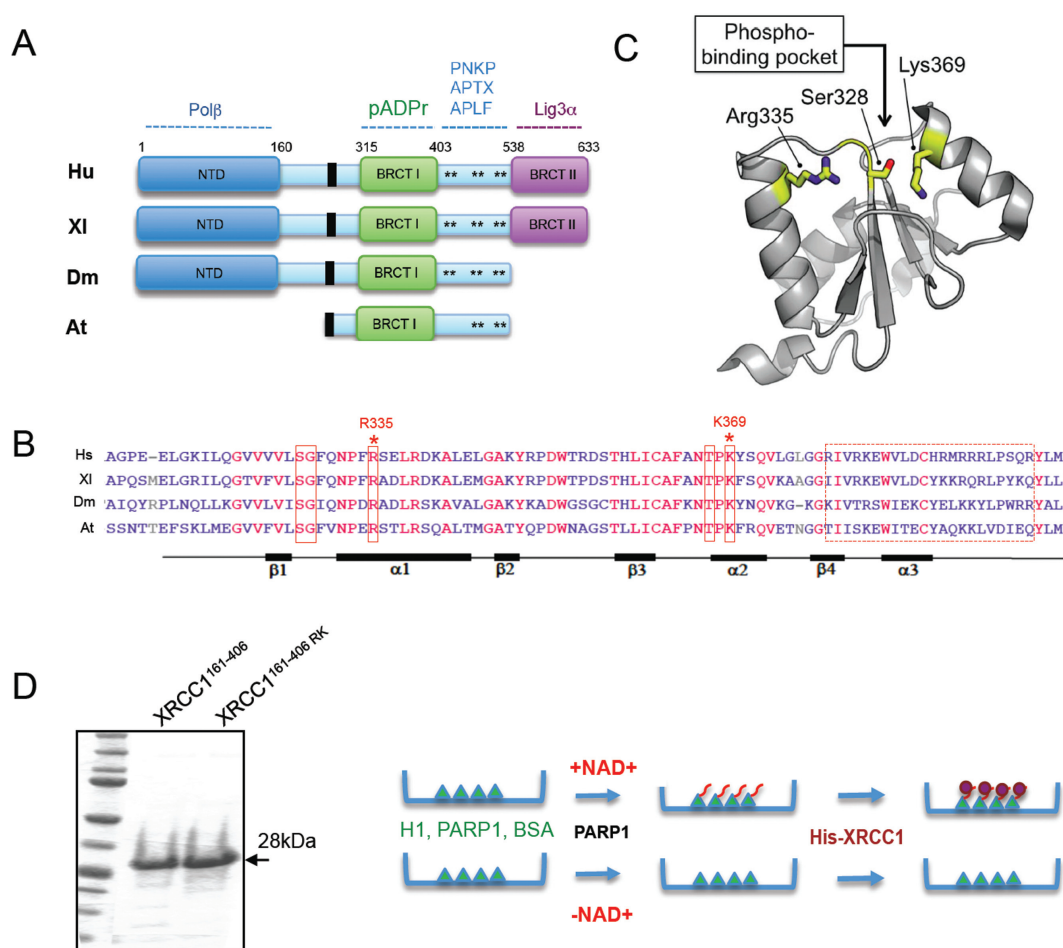 A
PNKP
APTX
APLF
Polβ
pADPr
Lig3α
1 160 315 403 538 633
Hu NTD BRCT I ** ** ** BRCT II
Xl NTD BRCT I ** ** ** BRCT II
Dm NTD BRCT I ** ** **
At BRCT I ** **
C
Phospho-
binding pocket
Lys369
Ser328
Arg335
B
R335 K369
* *
Hs AGPE-ELGKILQGVVVVLSGFQNPFRSELRDKALELGAKYRPDWTRDSTHLICAFANTPKYSQVLGLGGRIVRKEWVLDCHRMRRRLPSQRYLM
Xl APQSMELGRILQGTVFVLSGFQNPFRADLRDKALELGAKYRPDWTPDSTHLICAFANTPKYSQVKAAGGRIVRKEWVLDCYKKRQRLPYKQYLM
Dm AIQYRPLNQLLKGVVLVISGIQNPERADLRSKAVALGAKYKADWGSGCTHLICAFKNTPKYNQVKG-KGKIVTRSWIEKCYELKKYLPWRRYLM
At SSNTTEFSKLMEGVVFVLSGFVNPERSTLRSQALTMGATYQPDWNAGSTLLICAFPNTPKFRQVETNGGTIISKEWITECYAQKKLVDIEQYLM
β1 α1 β2 β3 α2 β4 α3
D
XRCC1161-406
XRCC1161-406 RK
28kDa
+NAD+
H1, PARP1, BSA PARP1 His-XRCC1
-NAD+